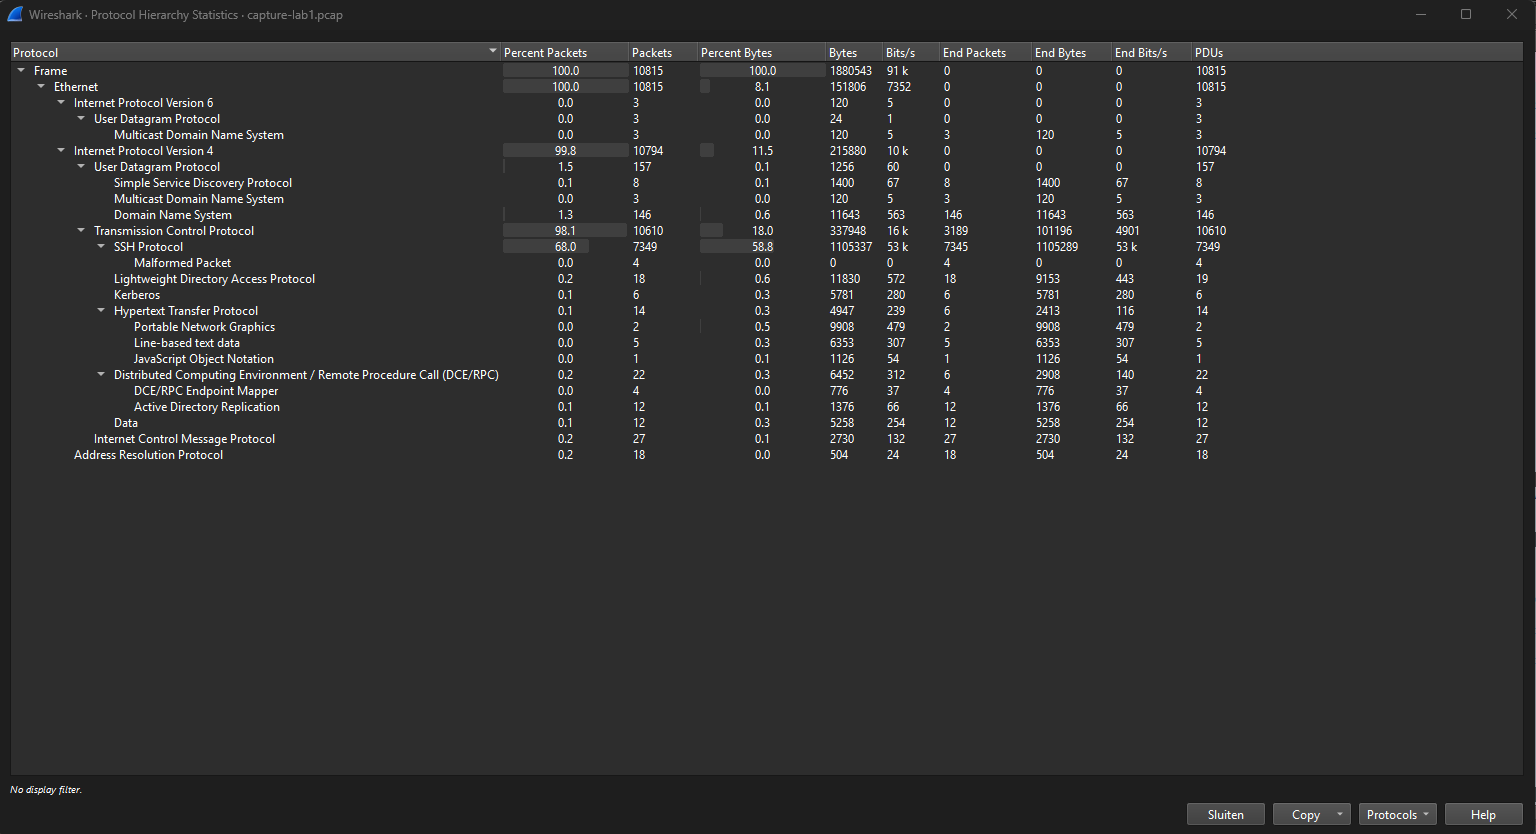 Wireshark · Protocol Hierarchy Statistics · capture-lab1.pcap
Protocol Percent Packets Packets Percent Bytes Bytes Bits/s End Packets End Bytes End Bits/s PDUs
Frame 100.0 10815 100.0 1880543 91 k 0 0 0 10815
Ethernet 100.0 10815 8.1 151806 7352 0 0 0 10815
Internet Protocol Version 6 0.0 3 0.0 120 5 0 0 0 3
User Datagram Protocol 0.0 3 0.0 24 1 0 0 0 3
Multicast Domain Name System 0.0 3 0.0 120 5 3 120 5 3
Internet Protocol Version 4 99.8 10794 11.5 215880 10 k 0 0 0 10794
User Datagram Protocol 1.5 157 0.1 1256 60 0 0 0 157
Simple Service Discovery Protocol 0.1 8 0.1 1400 67 8 1400 67 8
Multicast Domain Name System 0.0 3 0.0 120 5 3 120 5 3
Domain Name System 1.3 146 0.6 11643 563 146 11643 563 146
Transmission Control Protocol 98.1 10610 18.0 337948 16 k 3189 101196 4901 10610
SSH Protocol 68.0 7349 58.8 1105337 53 k 7345 1105289 53 k 7349
Malformed Packet 0.0 4 0.0 0 0 4 0 0 4
Lightweight Directory Access Protocol 0.2 18 0.6 11830 572 18 9153 443 19
Kerberos 0.1 6 0.3 5781 280 6 5781 280 6
Hypertext Transfer Protocol 0.1 14 0.3 4947 239 6 2413 116 14
Portable Network Graphics 0.0 2 0.5 9908 479 2 9908 479 2
Line-based text data 0.0 5 0.3 6353 307 5 6353 307 5
JavaScript Object Notation 0.0 1 0.1 1126 54 1 1126 54 1
Distributed Computing Environment / Remote Procedure Call (DCE/RPC) 0.2 22 0.3 6452 312 6 2908 140 22
DCE/RPC Endpoint Mapper 0.0 4 0.0 776 37 4 776 37 4
Active Directory Replication 0.1 12 0.1 1376 66 12 1376 66 12
Data 0.1 12 0.3 5258 254 12 5258 254 12
Internet Control Message Protocol 0.2 27 0.1 2730 132 27 2730 132 27
Address Resolution Protocol 0.2 18 0.0 504 24 18 504 24 18
No display filter.
Sluiten Copy Protocols Help